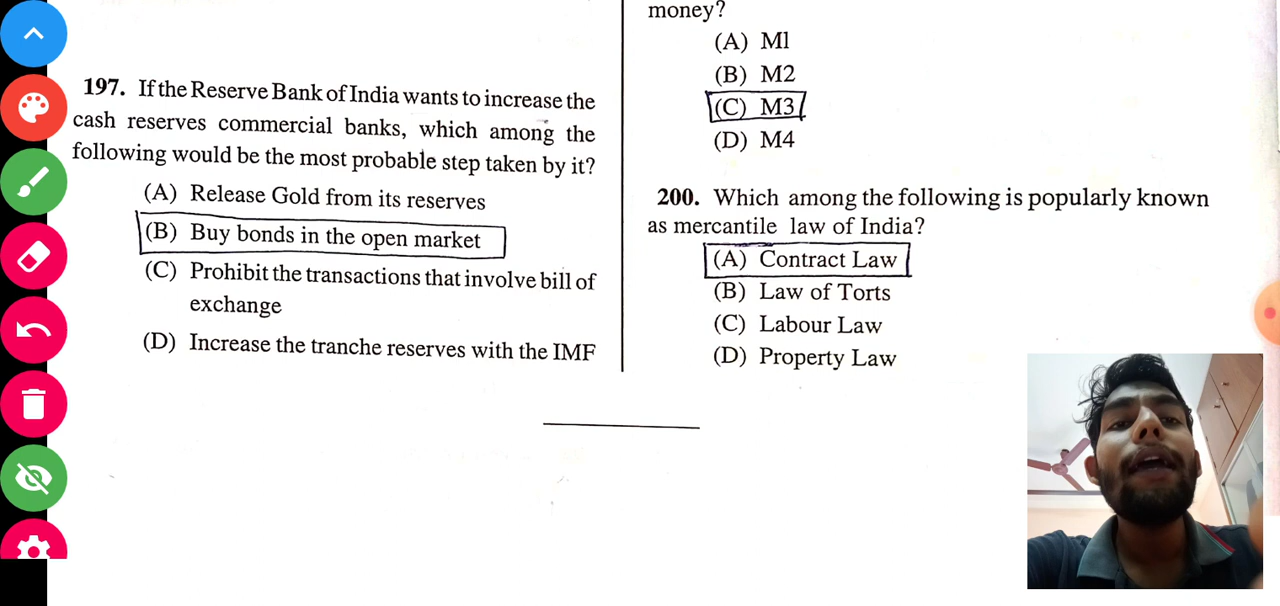 197. If the Reserve Bank of India wants to increase the
cash reserves commercial banks, which among the
following would be the most probable step taken by it?
(A) Release Gold from its reserves
(B) Buy bonds in the open market
(C) Prohibit the transactions that involve bill of
exchange
(D) Increase the tranche reserves with the IMF
money?
(A) M1
(B) M2
(C) M3
(D) M4
200. Which among the following is popularly known
as mercantile law of India?
(A) Contract Law
(B) Law of Torts
(C) Labour Law
(D) Property Law